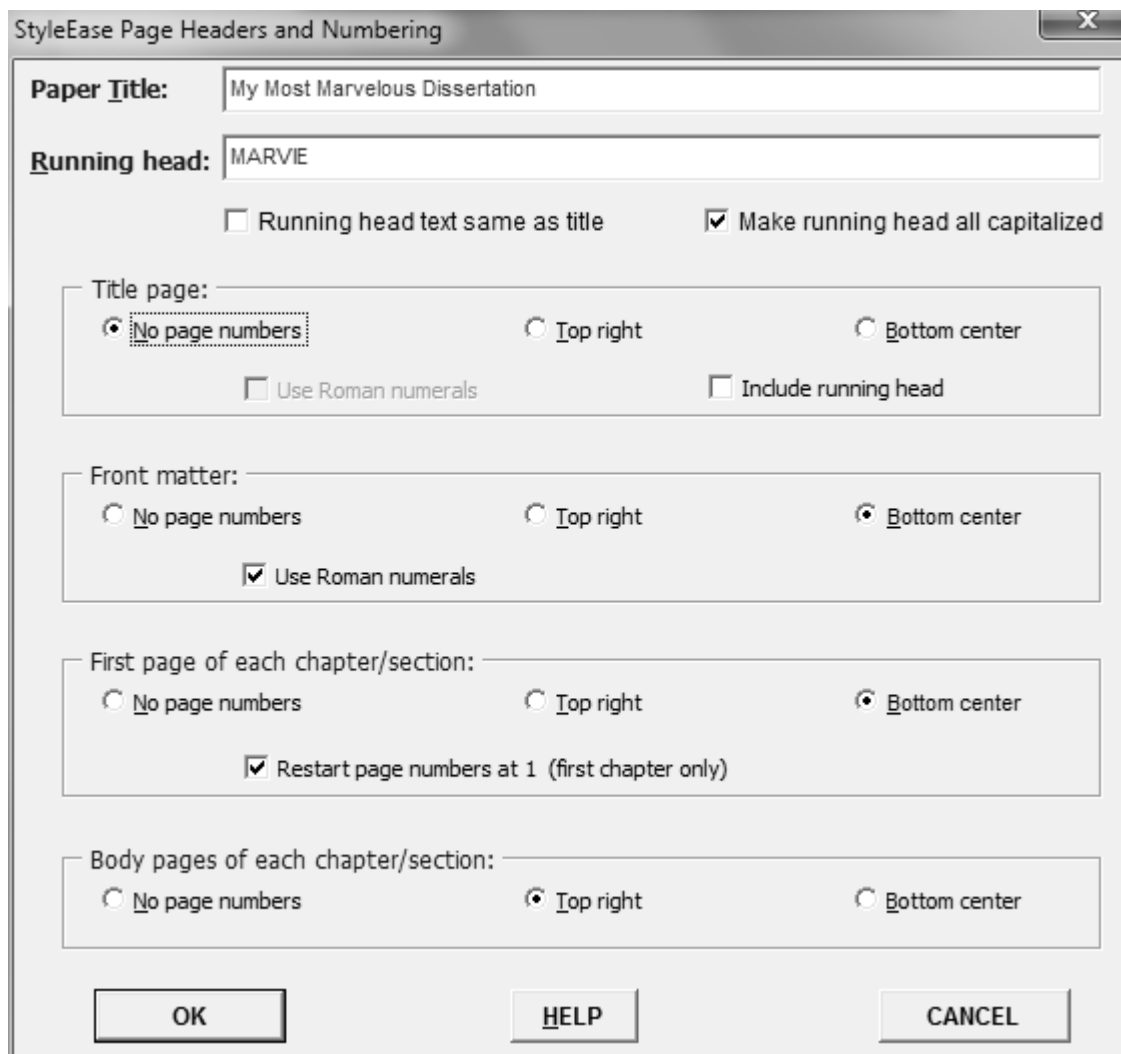 StyleEase Page Headers and Numbering
X
Paper Title: My Most Marvelous Dissertation
Running head: MARVIE
Running head text same as title Make running head all capitalized
Title page:
No page numbers Top right Bottom center
Use Roman numerals Include running head
Front matter:
No page numbers Top right Bottom center
Use Roman numerals
First page of each chapter/section:
No page numbers Top right Bottom center
Restart page numbers at 1 (first chapter only)
Body pages of each chapter/section:
No page numbers Top right Bottom center
OK HELP CANCEL